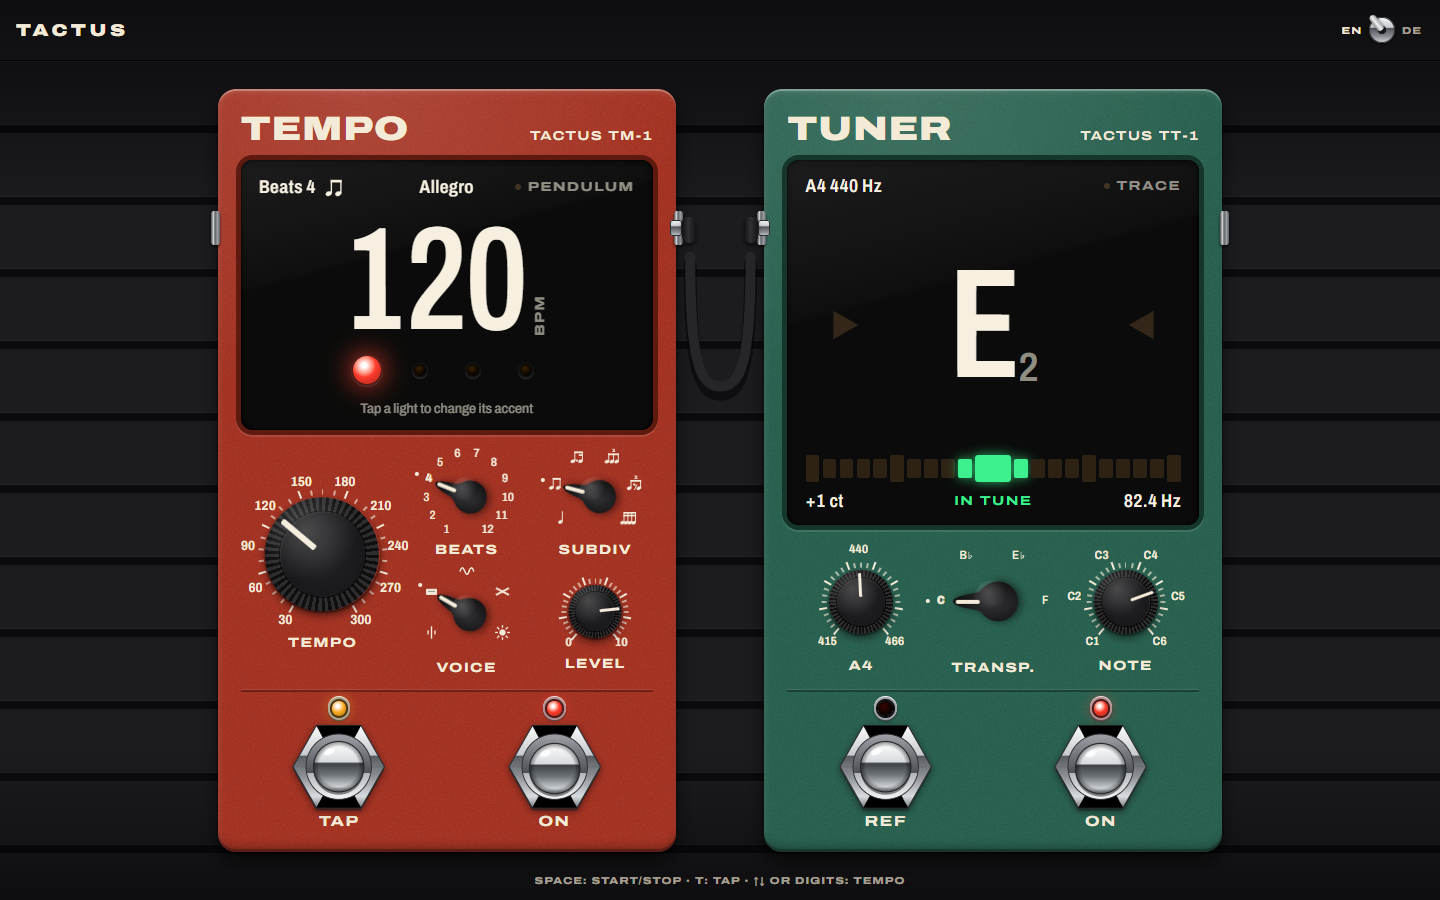 TACTUS
EN DE
TEMPO
TACTUS TM-1
Beats 4
Allegro
PENDULUM
120
BPM
Tap a light to change its accent
30 60 90 120 150 180 210 240 270 300
TEMPO
1 2 3 4 5 6 7 8 9 10 11 12
BEATS
SUBDIV
VOICE
0 10
LEVEL
TAP
ON
TUNER
TACTUS TT-1
A4 440 Hz
TRACE
E2
+1 ct
IN TUNE
82.4 Hz
415 440 466
A4
C B♭ E♭ F
TRANSP.
C1 C2 C3 C4 C5 C6
NOTE
REF
ON
SPACE: START/STOP · T: TAP · ↑↓ OR DIGITS: TEMPO